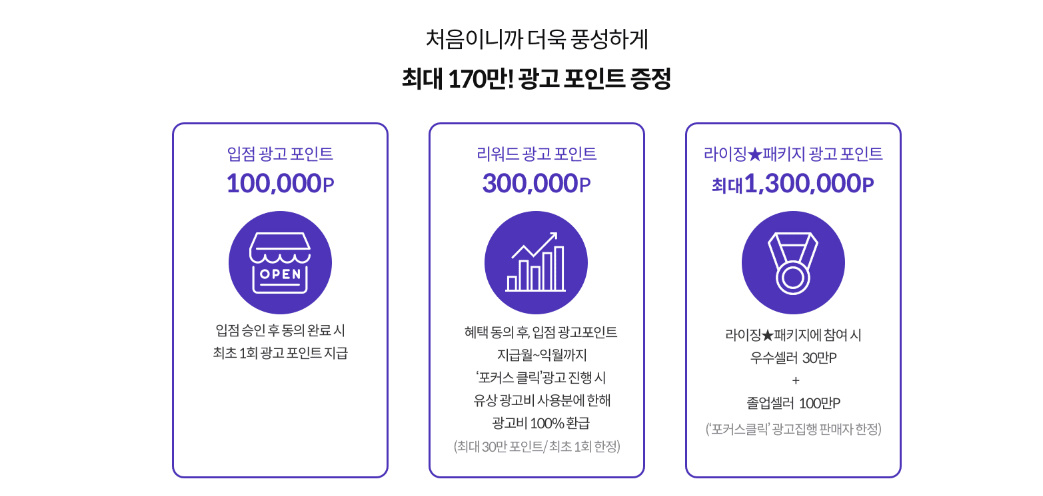 처음이니까 더욱 풍성하게
최대 170만! 광고 포인트 증정
입점 광고 포인트
100,000P
OPEN
입점 승인 후 동의 완료 시
최초 1회 광고 포인트 지급
리워드 광고 포인트
300,000P
혜택 동의 후, 입점 광고포인트
지급월~익월까지
‘포커스 클릭’광고 진행 시
유상 광고비 사용분에 한해
광고비 100% 환급
(최대 30만 포인트/ 최초 1회 한정)
라이징★패키지 광고 포인트
최대1,300,000P
라이징★패키지에 참여 시
우수셀러 30만P
+
졸업셀러 100만P
(‘포커스클릭’ 광고집행 판매자 한정)